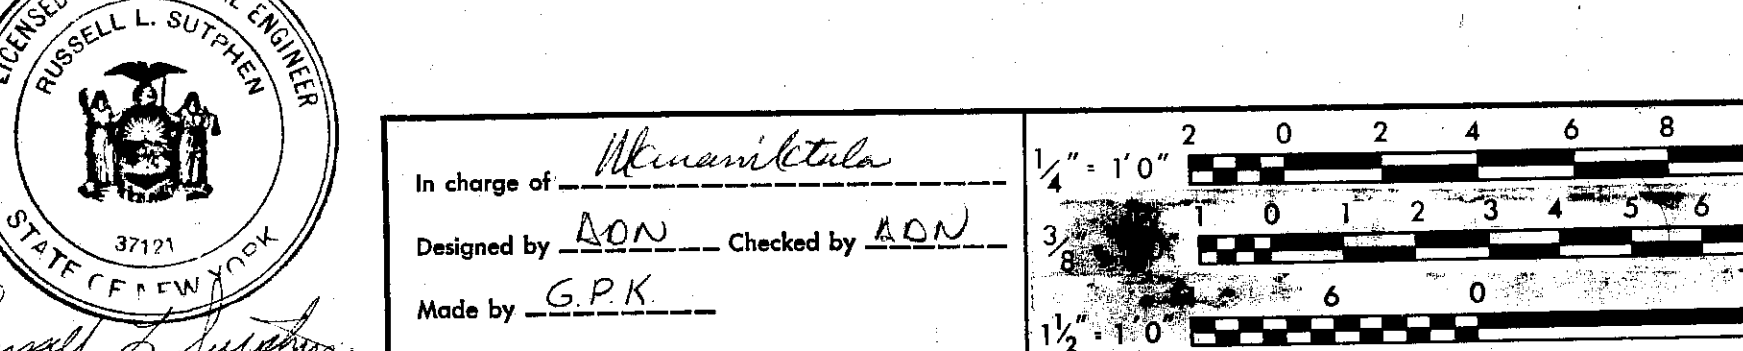 LICENSED ENGINEER
RUSSELL L. SUTPHEN
37121
STATE OF NEW YORK
In charge of
Designed by ADN Checked by ADN
Made by G.P.K.
2 0 2 4 6 8
1/4" = 1'0"
1 0 1 2 3 4 5 6
3/8
6 0
1 1/2" = 1'0"